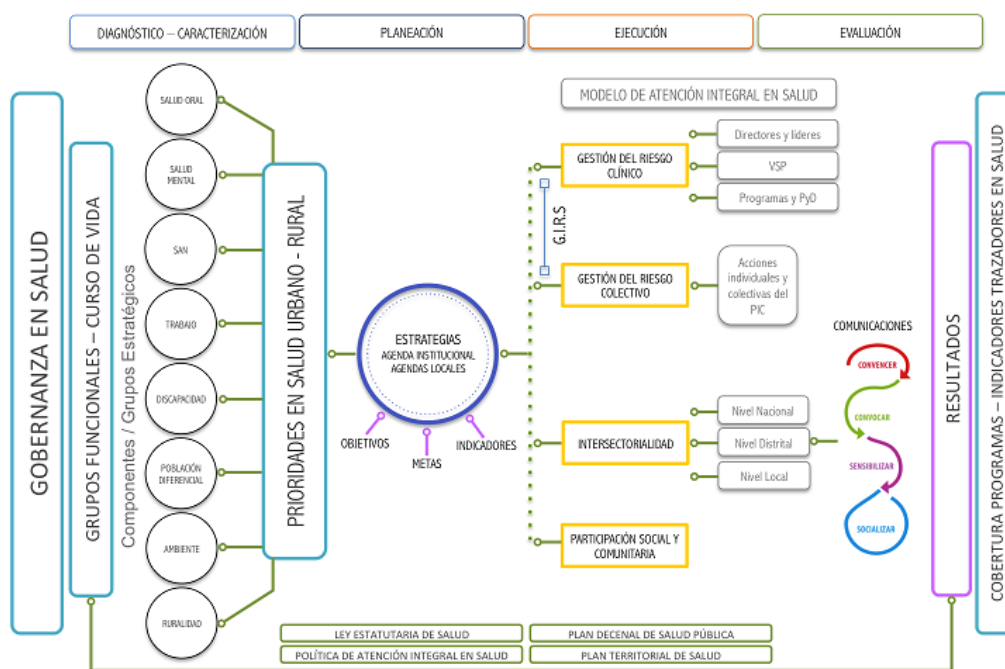 DIAGNÓSTICO – CARACTERIZACIÓN
PLANEACIÓN
EJECUCIÓN
EVALUACIÓN
GOBERNANZA EN SALUD
GRUPOS FUNCIONALES – CURSO DE VIDA
Componentes / Grupos Estratégicos
SALUD ORAL
SALUD
MENTAL
SAN
TRABAJO
DISCAPACIDAD
POBLACIÓN
DIFERENCIAL
AMBIENTE
RURALIDAD
PRIORIDADES EN SALUD URBANO - RURAL
ESTRATEGIAS
AGENDA INSTITUCIONAL
AGENDAS LOCALES
OBJETIVOS
METAS
INDICADORES
MODELO DE ATENCIÓN INTEGRAL EN SALUD
GESTIÓN DEL RIESGO
CLÍNICO
Directores y líderes
VSP
Programas y PyD
G.I.R.S
GESTIÓN DEL RIESGO
COLECTIVO
Acciones
individuales y
colectivas del
PIC
INTERSECTORIALIDAD
Nivel Nacional
Nivel Distrital
Nivel Local
PARTICIPACIÓN SOCIAL Y
COMUNITARIA
COMUNICACIONES
CONVENCER
CONVOCAR
SENSIBILIZAR
SOCIALIZAR
RESULTADOS
COBERTURA PROGRAMAS – INDICADORES TRAZADORES EN SALUD
LEY ESTATUTARIA DE SALUD
PLAN DECENAL DE SALUD PÚBLICA
POLÍTICA DE ATENCIÓN INTEGRAL EN SALUD
PLAN TERRITORIAL DE SALUD